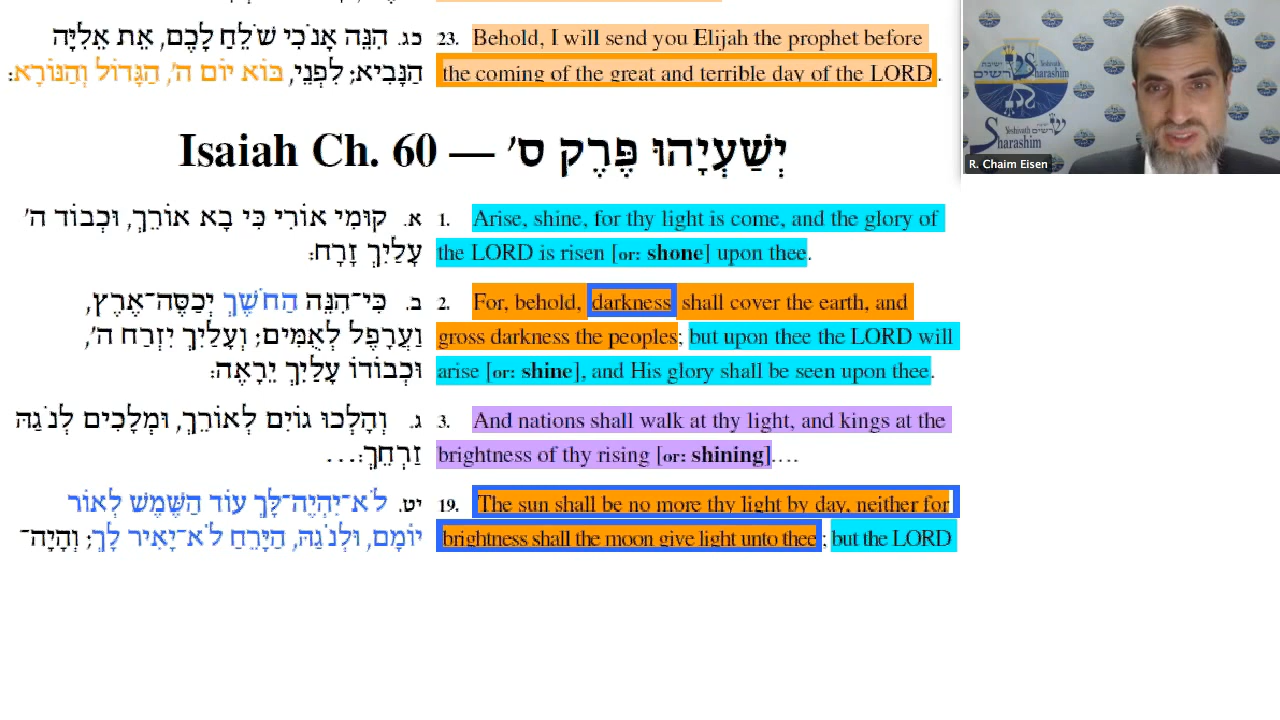 כג. הִנֵּה אָנֹכִי שֹׁלֵחַ לָכֶם, אֵת אֵלִיָּה
הַנָּבִיא; לִפְנֵי, בּוֹא יוֹם ה', הַגָּדוֹל וְהַנּוֹרָא:
23. Behold, I will send you Elijah the prophet before
the coming of the great and terrible day of the LORD.
Isaiah Ch. 60 — יְשַׁעְיָהוּ פֶּרֶק ס'
א. קוּמִי אוֹרִי כִּי בָא אוֹרֵךְ, וּכְבוֹד ה'
עָלַיִךְ זָרָח:
1. Arise, shine, for thy light is come, and the glory of
the LORD is risen [or: shone] upon thee.
ב. כִּי־הִנֵּה הַחֹשֶׁךְ יְכַסֶּה־אֶרֶץ,
וַעֲרָפֶל לְאֻמִּים; וְעָלַיִךְ יִזְרַח ה',
וּכְבוֹדוֹ עָלַיִךְ יֵרָאֶה:
2. For, behold, darkness shall cover the earth, and
gross darkness the peoples; but upon thee the LORD will
arise [or: shine], and His glory shall be seen upon thee.
ג. וְהָלְכוּ גוֹיִם לְאוֹרֵךְ, וּמְלָכִים לְנֹגַהּ
זַרְחֵךְ:...
3. And nations shall walk at thy light, and kings at the
brightness of thy rising [or: shining]....
יט. לֹא־יִהְיֶה־לָּךְ עוֹד הַשֶּׁמֶשׁ לְאוֹר
יוֹמָם, וּלְנֹגַהּ, הַיָּרֵחַ לֹא־יָאִיר לָךְ; וְהָיָה־
19. The sun shall be no more thy light by day, neither for
brightness shall the moon give light unto thee; but the LORD
ישיבת
שרשים
Yeshivath
Sharashim
Yeshivath
Sharashim
R. Chaim Eisen